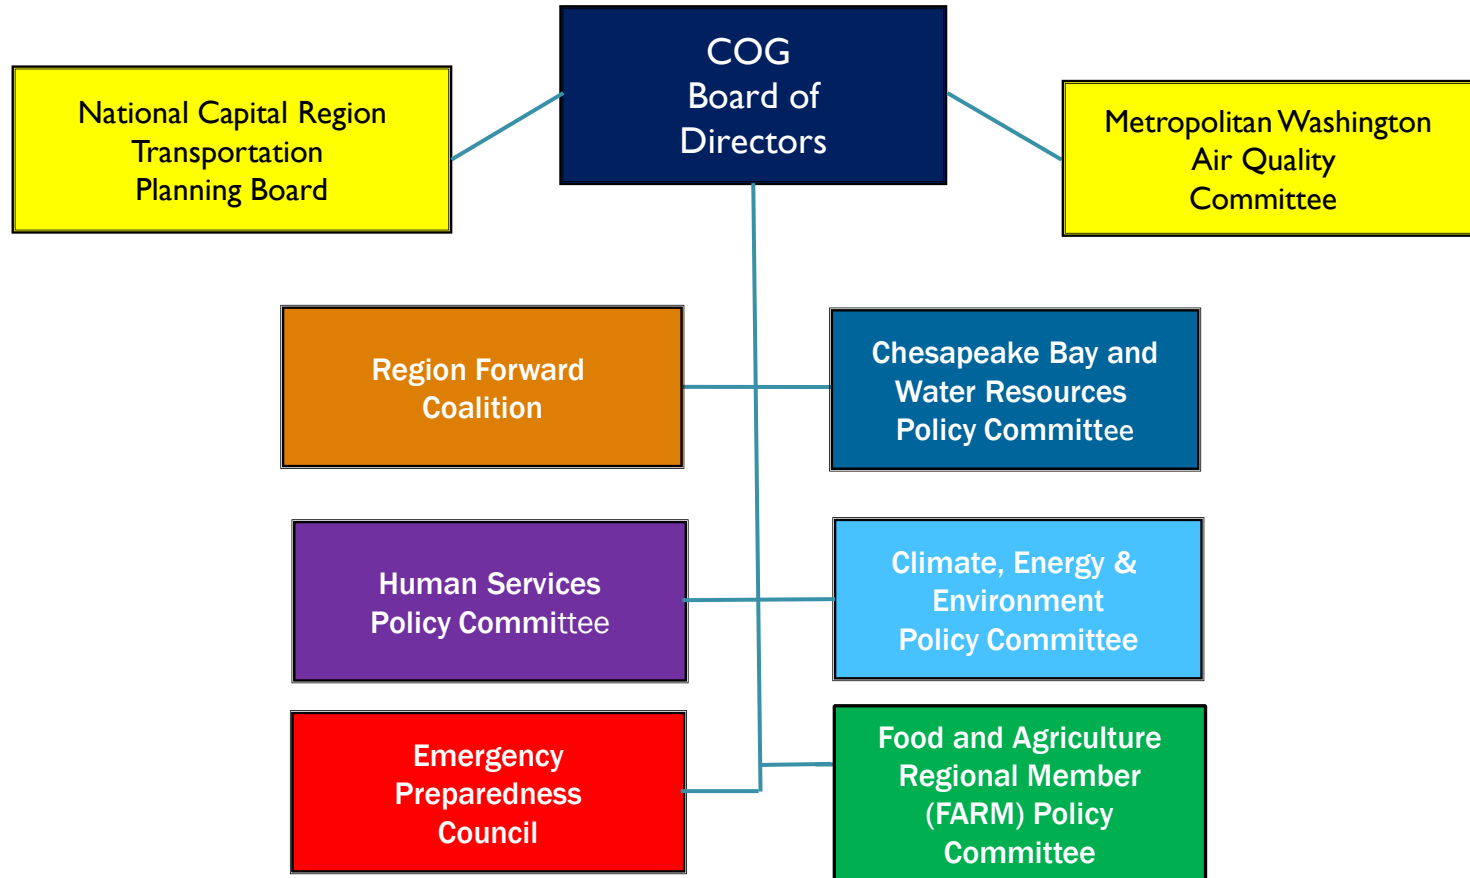 COG
Board of
Directors
National Capital Region
Transportation
Planning Board
Metropolitan Washington
Air Quality
Committee
Region Forward
Coalition
Chesapeake Bay and
Water Resources
Policy Committee
Human Services
Policy Committee
Climate, Energy &
Environment
Policy Committee
Emergency
Preparedness
Council
Food and Agriculture
Regional Member
(FARM) Policy
Committee